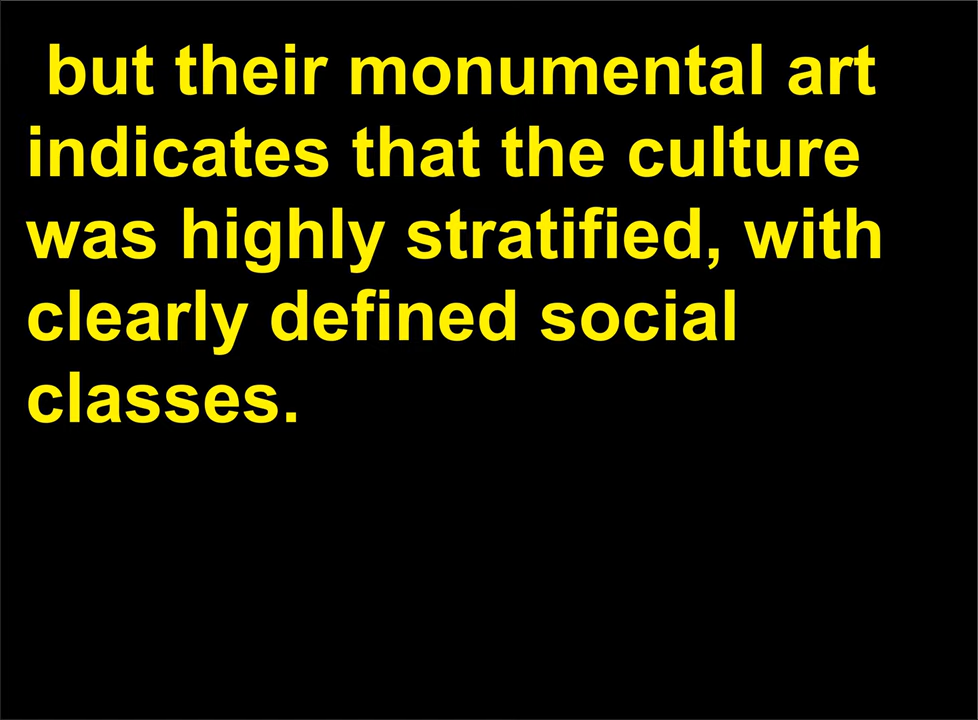 but their monumental art
indicates that the culture
was highly stratified, with
clearly defined social
classes.